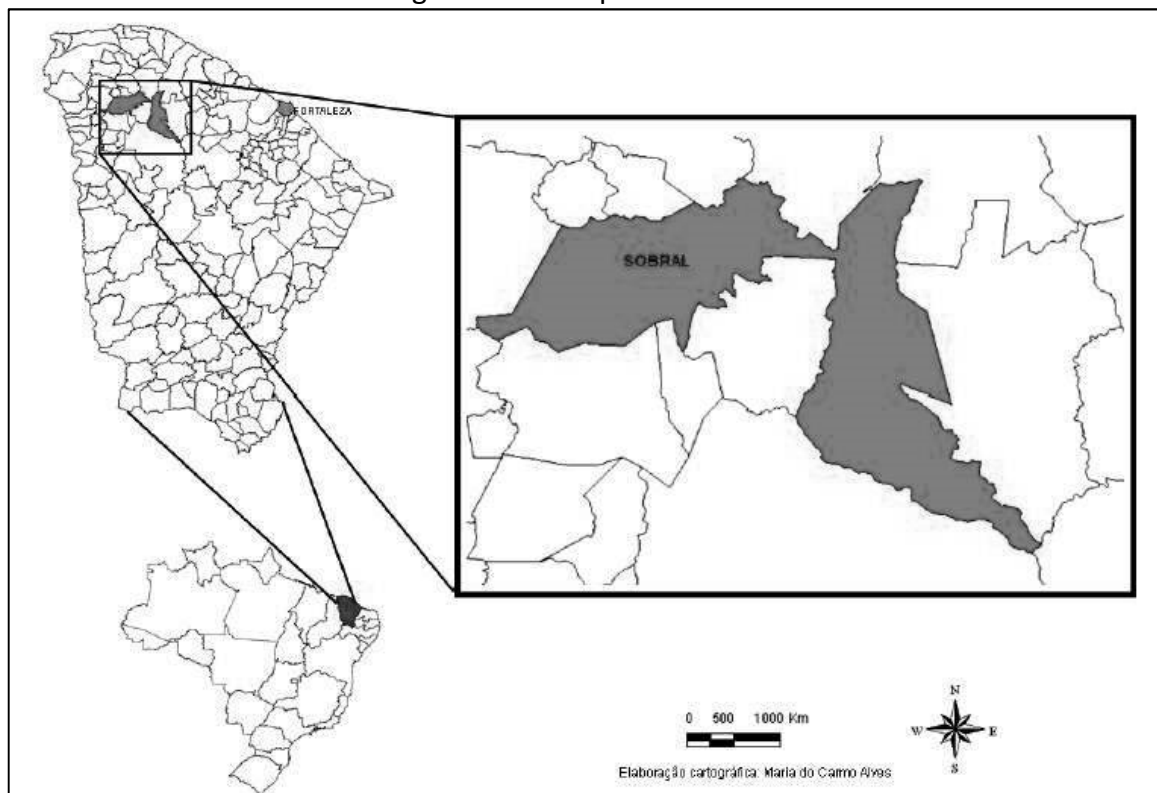 FORTALEZA
SOBRAL
N
W E
S
0 500 1000 Km
Elaboração cartográfica: Maria do Carmo Alves